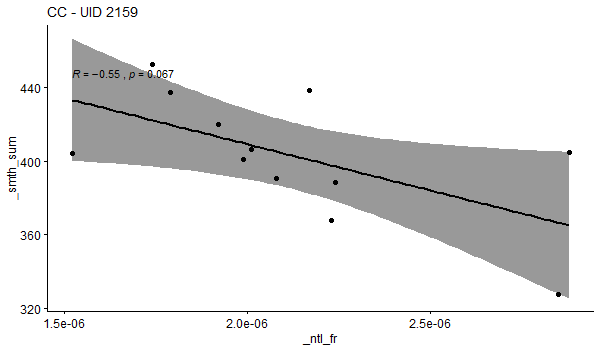 CC - UID 2159
R = −0.55 , p = 0.067
440
400
360
320
_smth_sum
1.5e-06 2.0e-06 2.5e-06
_ntl_fr